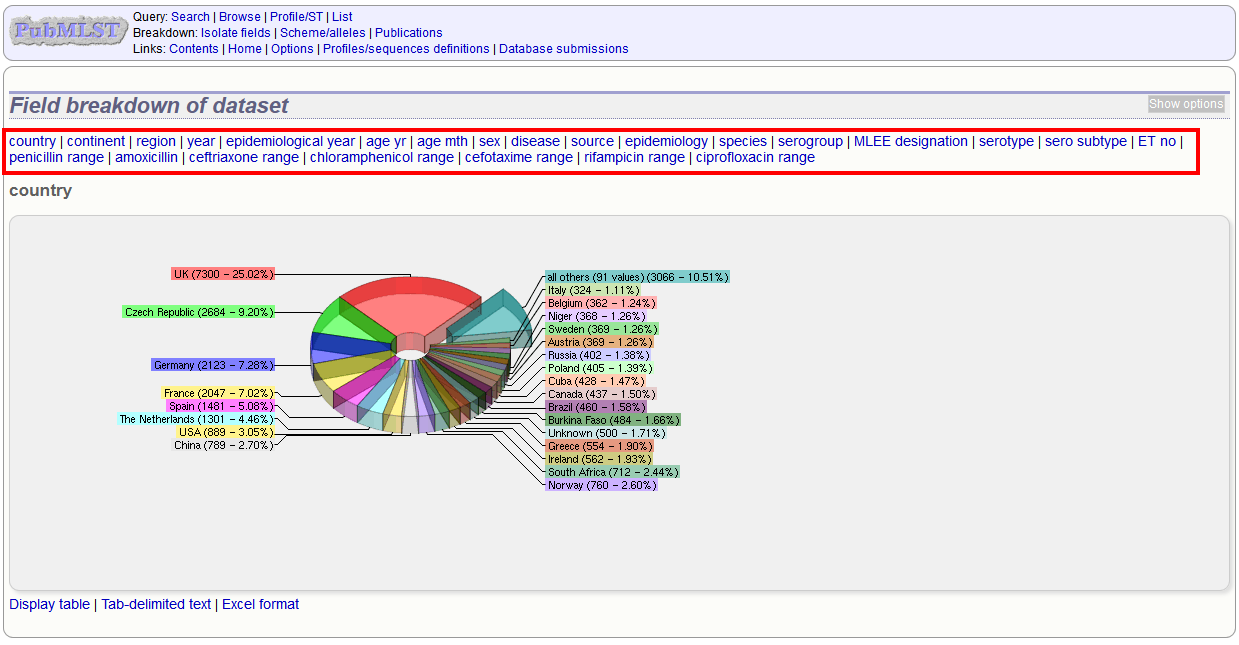 PubMLST
Query: Search | Browse | Profile/ST | List
Breakdown: Isolate fields | Scheme/alleles | Publications
Links: Contents | Home | Options | Profiles/sequences definitions | Database submissions
Field breakdown of dataset
Show options
country | continent | region | year | epidemiological year | age yr | age mth | sex | disease | source | epidemiology | species | serogroup | MLEE designation | serotype | sero subtype | ET no |
penicillin range | amoxicillin | ceftriaxone range | chloramphenicol range | cefotaxime range | rifampicin range | ciprofloxacin range
country
UK (7300 - 25.02%)
Czech Republic (2684 - 9.20%)
Germany (2123 - 7.28%)
France (2047 - 7.02%)
Spain (1481 - 5.08%)
The Netherlands (1301 - 4.46%)
USA (889 - 3.05%)
China (789 - 2.70%)
all others (91 values) (3066 - 10.51%)
Italy (324 - 1.11%)
Belgium (362 - 1.24%)
Niger (368 - 1.26%)
Sweden (369 - 1.26%)
Austria (369 - 1.26%)
Russia (402 - 1.38%)
Poland (405 - 1.39%)
Cuba (428 - 1.47%)
Canada (437 - 1.50%)
Brazil (460 - 1.58%)
Burkina Faso (484 - 1.66%)
Unknown (500 - 1.71%)
Greece (554 - 1.90%)
Ireland (562 - 1.93%)
South Africa (712 - 2.44%)
Norway (760 - 2.60%)
Display table | Tab-delimited text | Excel format